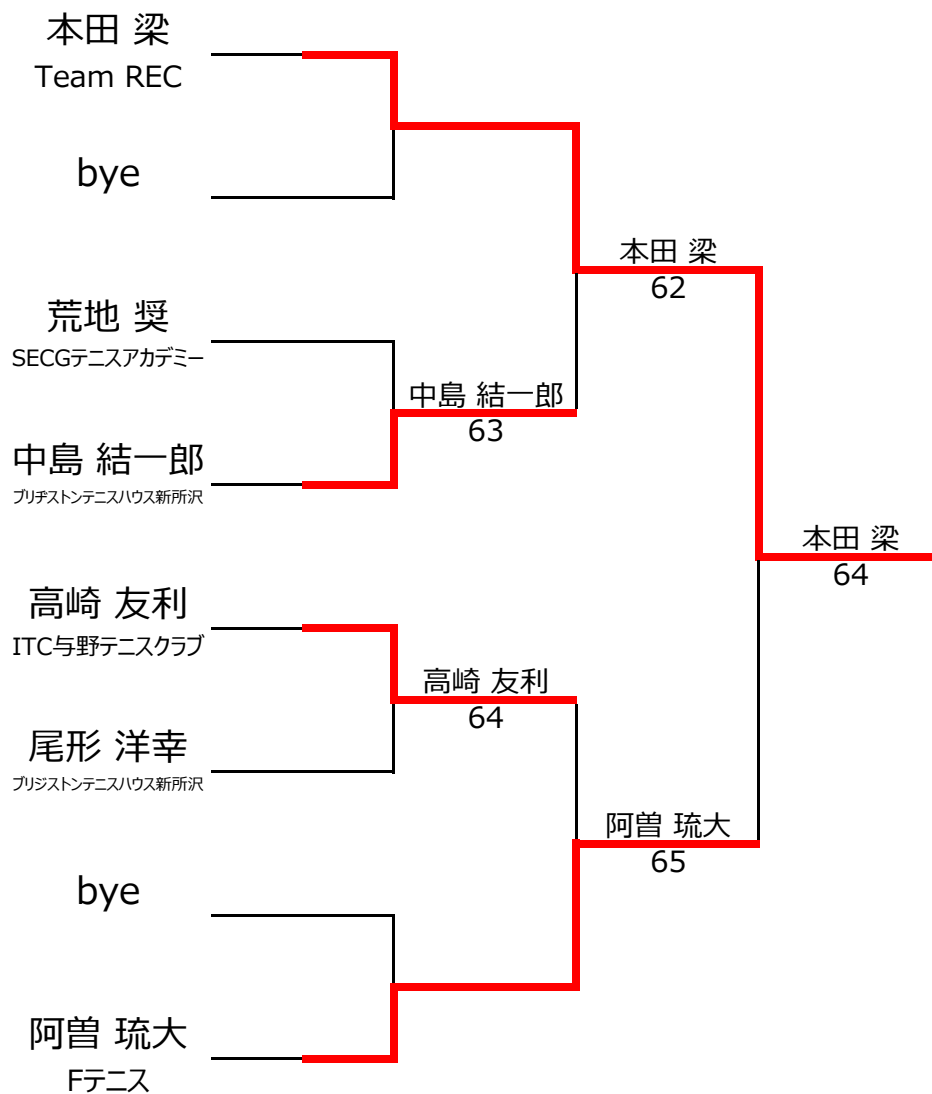 本田 梁
Team REC
bye
荒地 奨
SECGテニスアカデミー
中島 結一郎
ブリヂストンテニスハウス新所沢
高崎 友利
ITC与野テニスクラブ
尾形 洋幸
ブリジストンテニスハウス新所沢
bye
阿曽 琉大
Fテニス
中島 結一郎
63
高崎 友利
64
本田 梁
62
阿曽 琉大
65
本田 梁
64